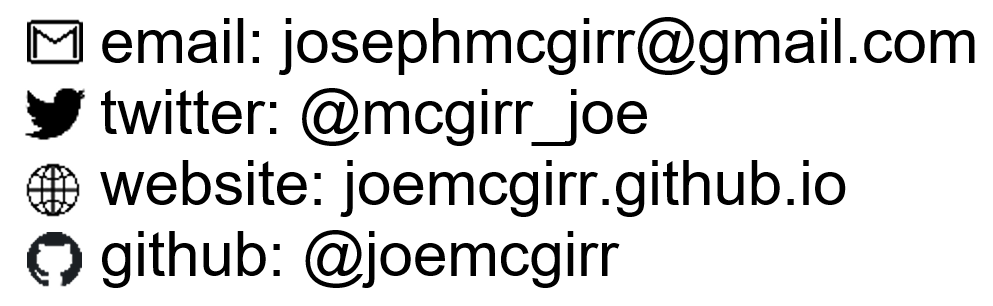 email: josephmcgirr@gmail.com
twitter: @mcgirr_joe
website: joemcgirr.github.io
github: @joemcgirr